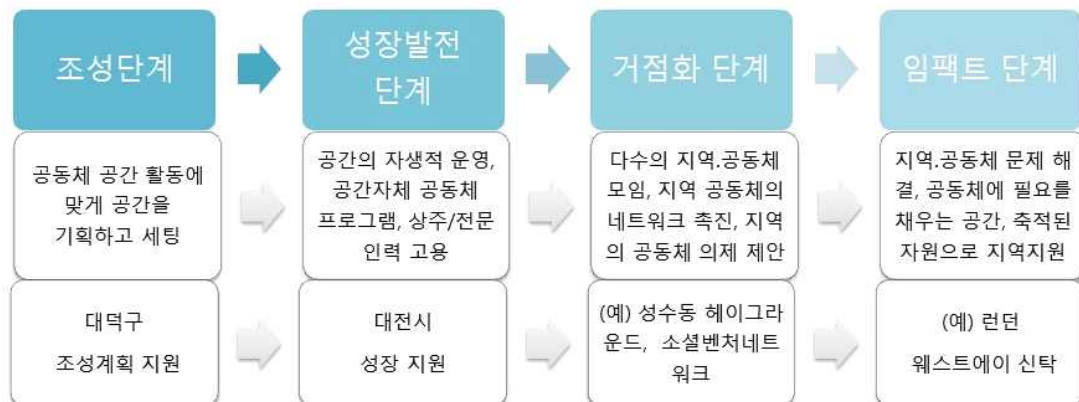 조성단계
성장발전
단계
거점화 단계
임팩트 단계
공동체 공간 활동에
맞게 공간을
기획하고 세팅
공간의 자생적 운영,
공간자체 공동체
프로그램, 상주/전문
인력 고용
다수의 지역.공동체
모임, 지역 공동체의
네트워크 촉진, 지역
의 공동체 의제 제안
지역.공동체 문제 해
결, 공동체에 필요를
채우는 공간, 축적된
자원으로 지역지원
대덕구
조성계획 지원
대전시
성장 지원
(예) 성수동 헤이그라
운드, 소셜벤처네트
워크
(예) 런던
웨스트에이 신탁